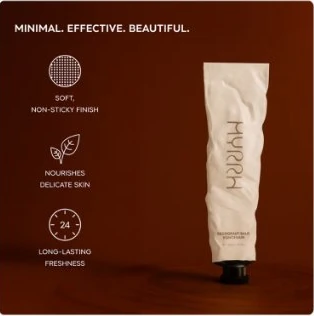 MINIMAL. EFFECTIVE. BEAUTIFUL.
SOFT,
NON-STICKY FINISH
NOURISHES
DELICATE SKIN
24
LONG-LASTING
FRESHNESS
MYRRH